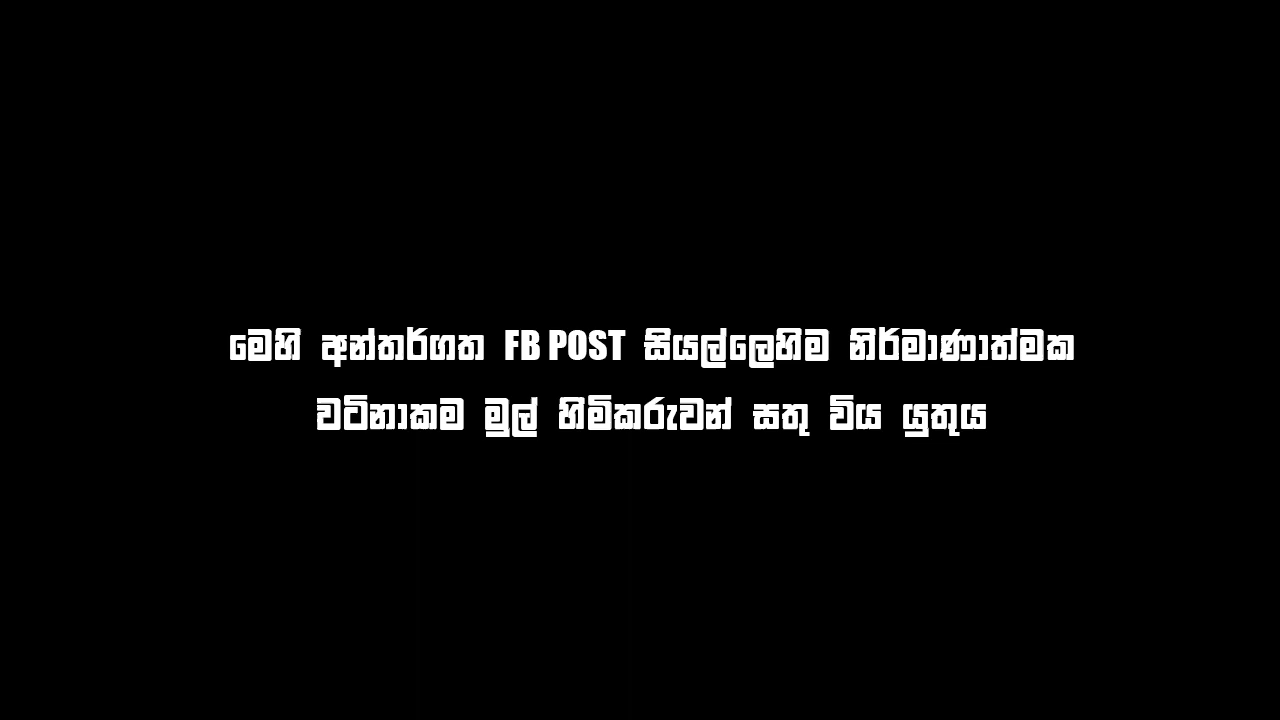 මෙහි අන්තර්ගත FB POST සියල්ලෙහිම නිර්මාණාත්මක
වටිනාකම මුල් හිමිකරුවන් සතු විය යුතුය